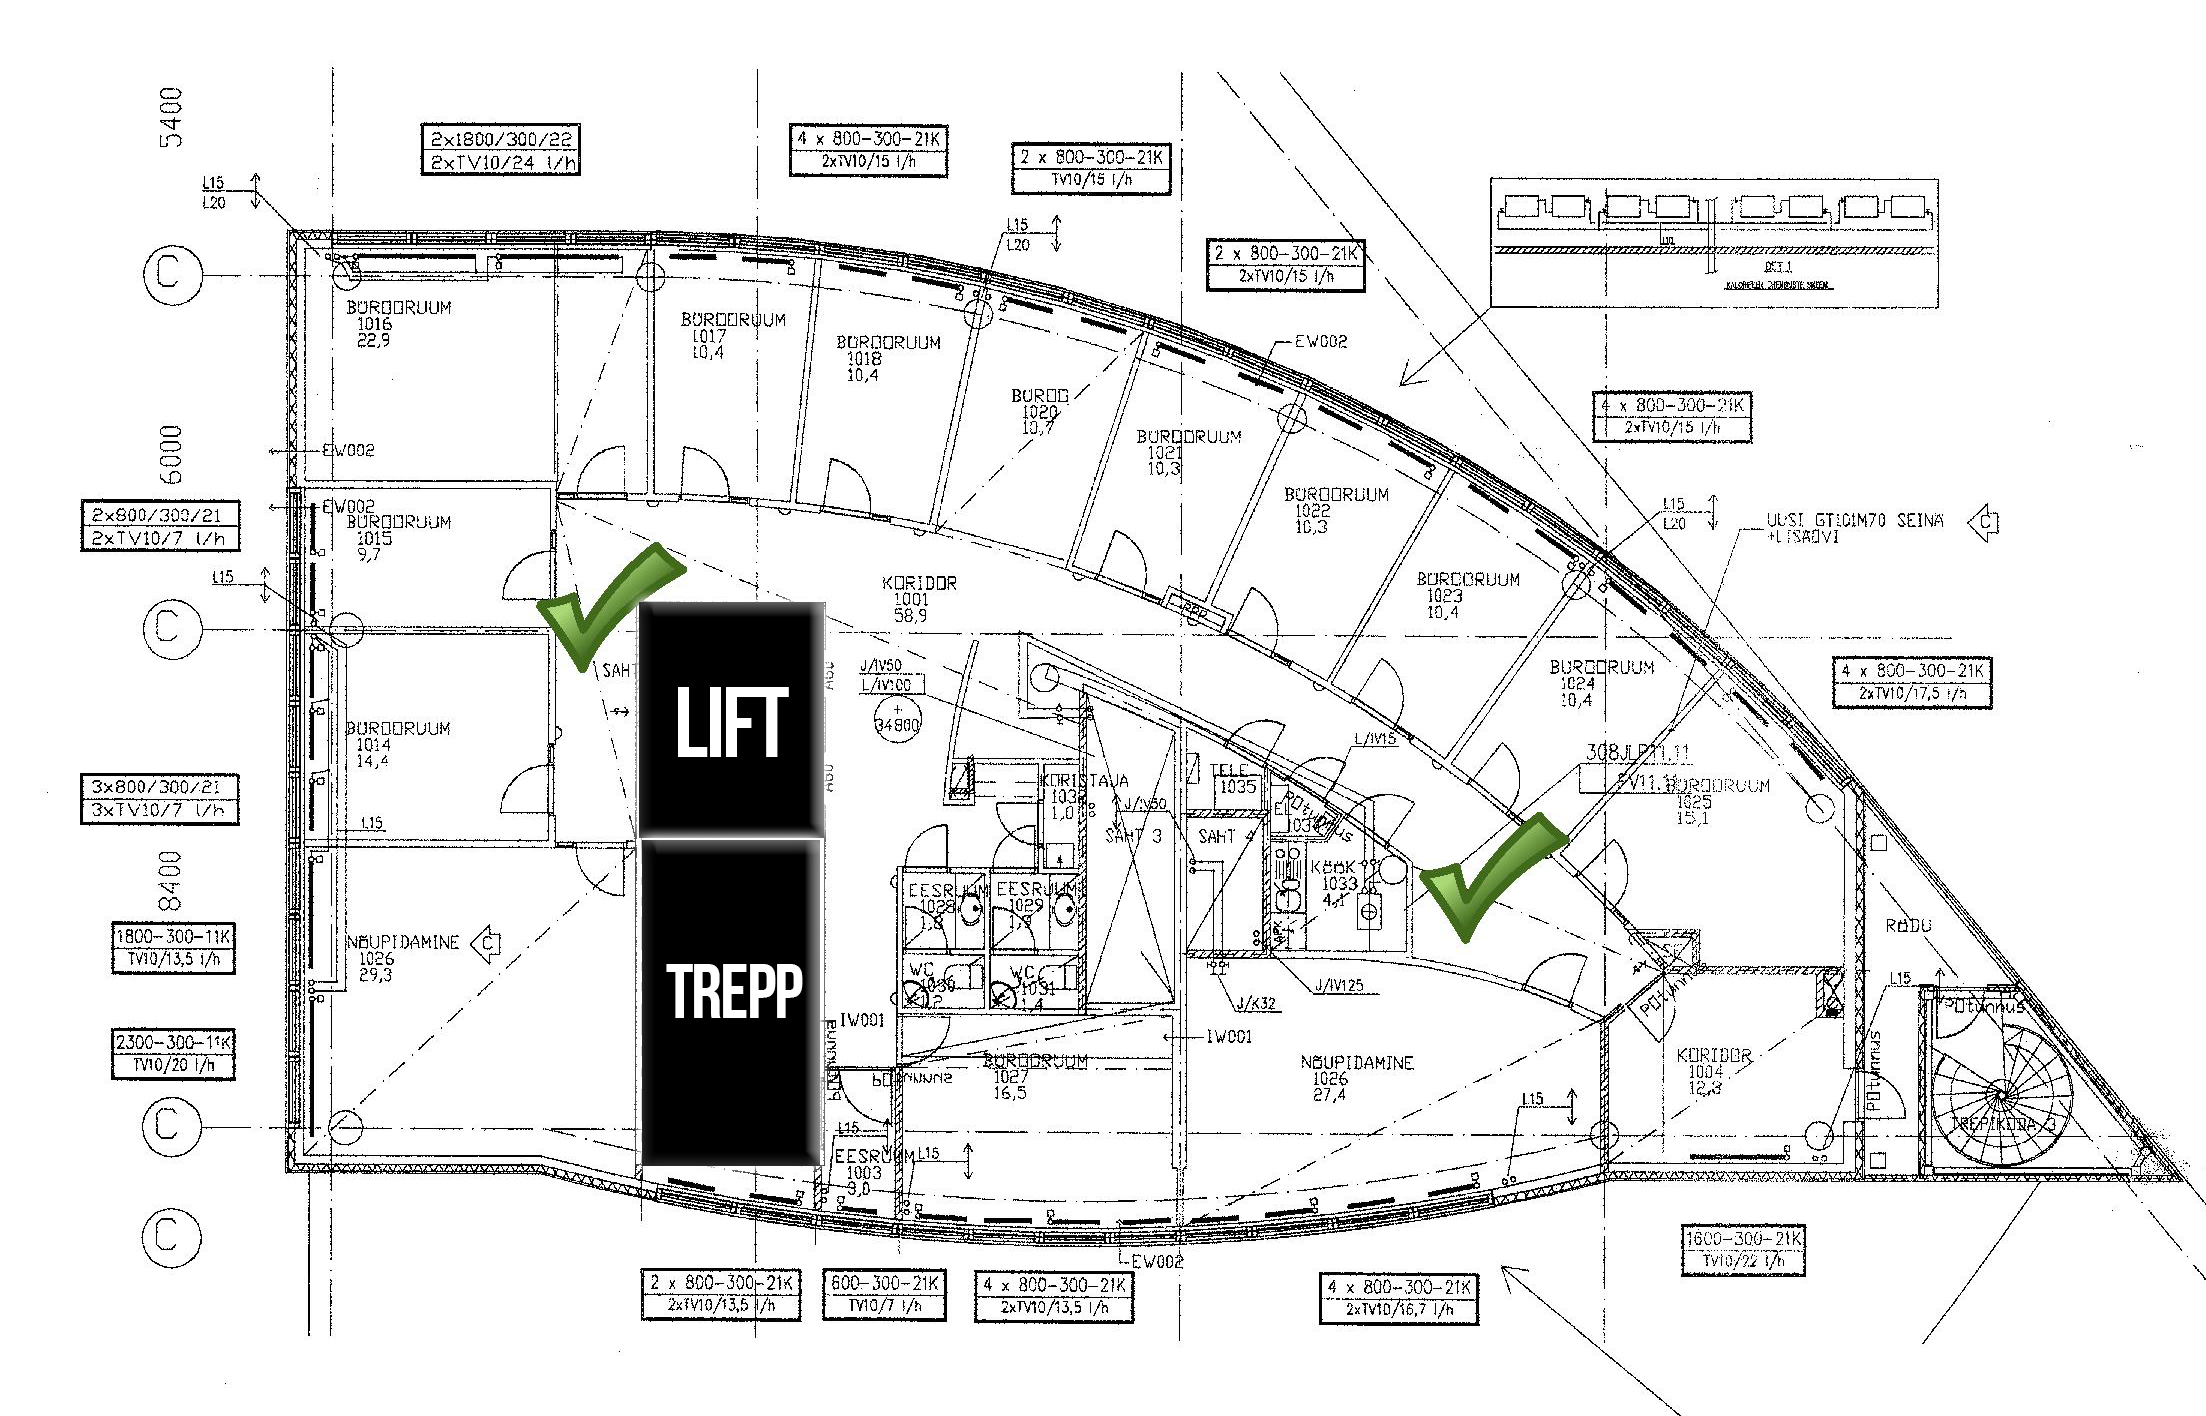 5400
2x1800/300/22
2xTV10/24 l/h
4 x 800-300-21K
2xTV10/15 l/h
2 x 800-300-21K
TV10/15 l/h
L15
L20
L15
L20
2 x 800-300-21K
2xTV10/15 l/h
C
BÜROORUUM
1016
22,9
BÜROORUUM
1017
10,4
BÜROORUUM
1018
10,4
EW002
BÜROO
1020
10,7
4 x 800-300-21K
2xTV10/15 l/h
6000
EW002
BÜROORUUM
1021
10,3
BÜROORUUM
1022
10,3
2x800/300/21
2xTV10/7 l/h
EW002
BÜROORUUM
1015
9,7
L15
L20
UUSI GT101M70 SEINÄ
+LISÄOVI
C
L15
KORIDOR
1001
58,9
BÜROORUUM
1023
10,4
C
SAHT
LIFT
J/IV50
L/IV100
+
34800
BÜROORUUM
1024
10,4
4 x 800-300-21K
2xTV10/17,5 l/h
BÜROORUUM
1014
14,4
L/IV15
308JLP11.11
BÜROORUUM
1025
15,1
3x800/300/21
3xTV10/7 l/h
L15
KORISTAJA
1,0
J/IV50
TELE
1035
SAHT 3
SAHT 4
8400
EESRUUM
1028
1,8
EESRUUM
1029
1,9
KÖÖK
1033
4,1
1800-300-11K
TV10/13,5 l/h
NÕUPIDAMINE
1026
29,3
C
TREPP
WC
WC
1031
1,4
RÕDU
J/IV125
J/K32
L15
Põtunnus
Põtunnus
2300-300-11K
TV10/20 l/h
IW001
IW001
BÜROORUUM
1027
16,5
NÕUPIDAMINE
1026
27,4
KORIDOR
1004
12,8
Põtunnus
C
L15
L15
TREPIKODA 3
EESRUUM
1003
3,0
L15
C
EW002
2 x 800-300-21K
2xTV10/13,5 l/h
600-300-21K
TV10/7 l/h
4 x 800-300-21K
2xTV10/13,5 l/h
4 x 800-300-21K
2xTV10/16,7 l/h
1600-300-21K
TV10/22 l/h